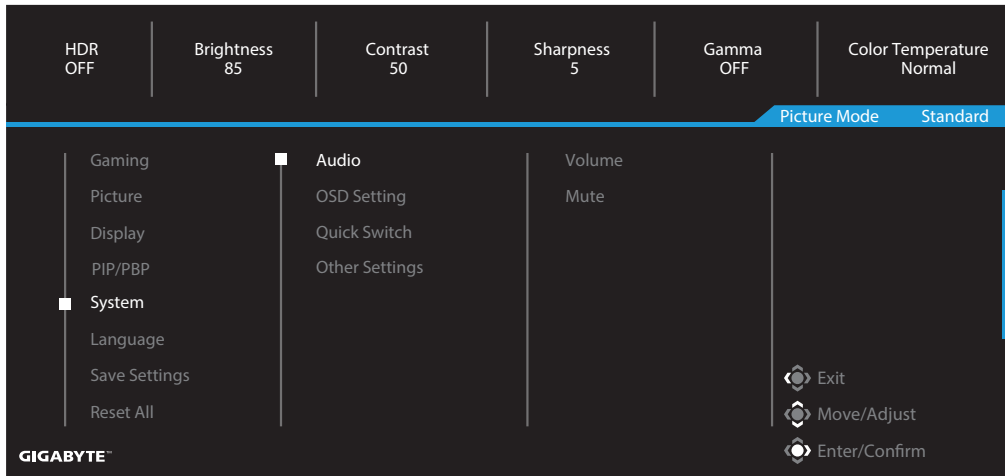 HDR
OFF
Brightness
85
Contrast
50
Sharpness
5
Gamma
OFF
Color Temperature
Normal
Picture Mode Standard
Gaming
Picture
Display
PIP/PBP
System
Language
Save Settings
Reset All
Audio
OSD Setting
Quick Switch
Other Settings
Volume
Mute
Exit
Move/Adjust
Enter/Confirm
GIGABYTE™